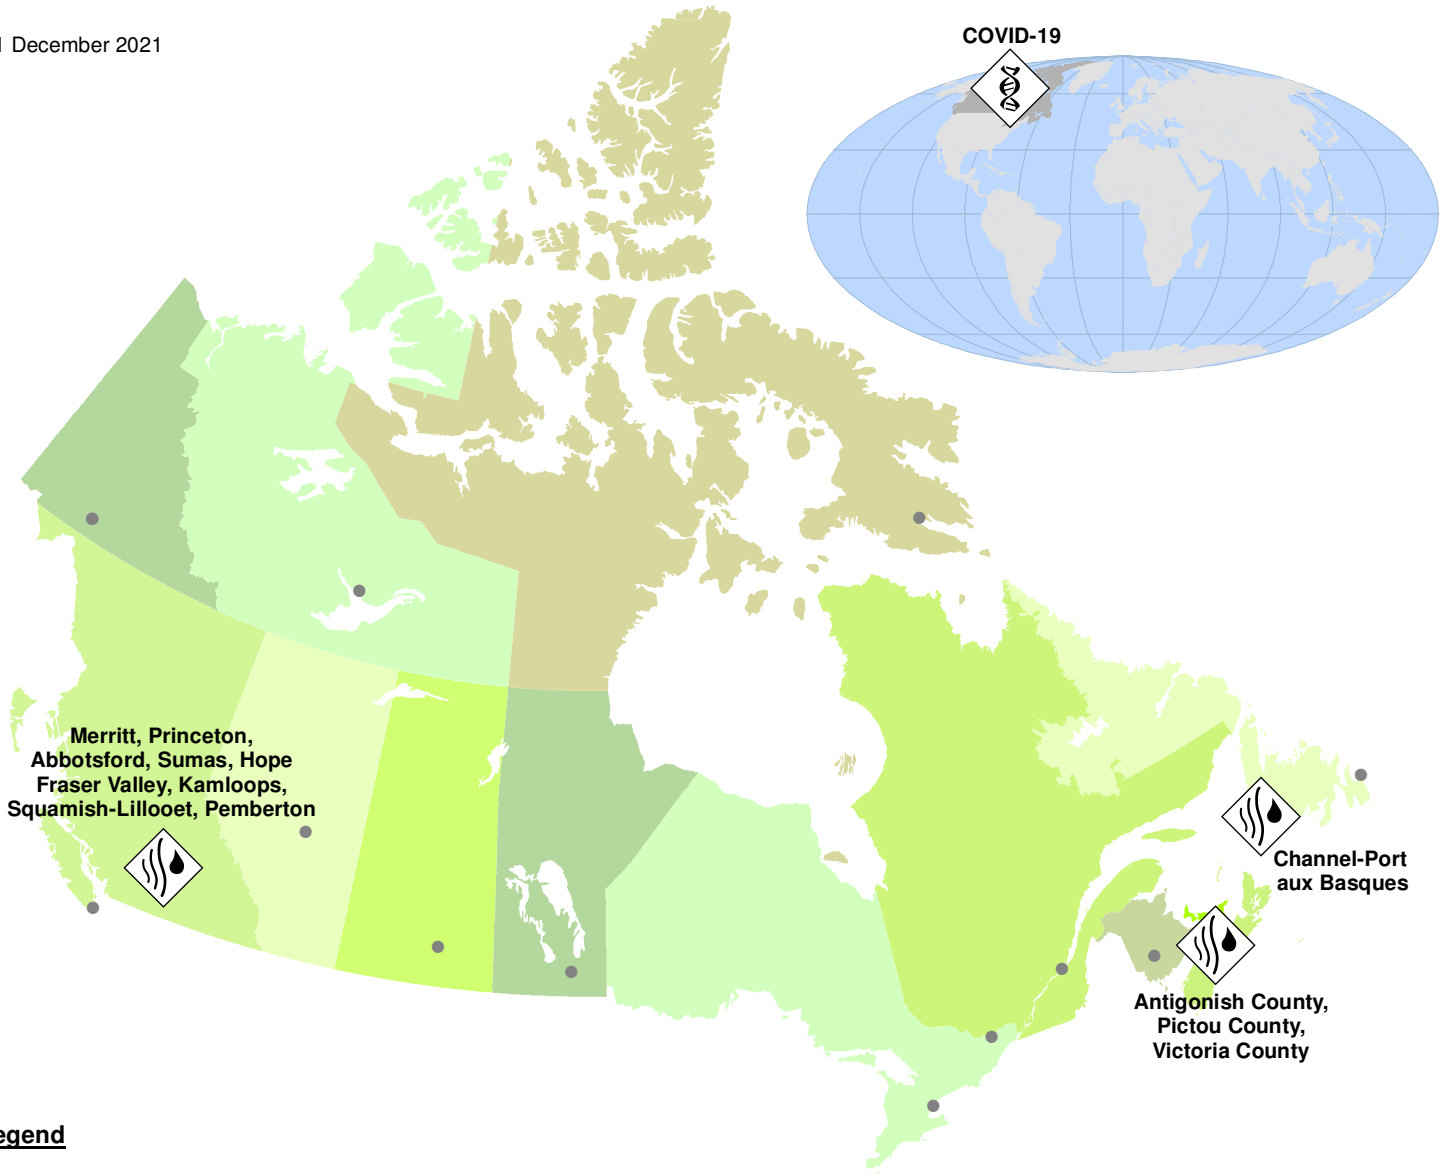 December 2021
COVID-19
Merritt, Princeton,
Abbotsford, Sumas, Hope
Fraser Valley, Kamloops,
Squamish-Lillooet, Pemberton
Channel-Port
aux Basques
Antigonish County,
Pictou County,
Victoria County
egend